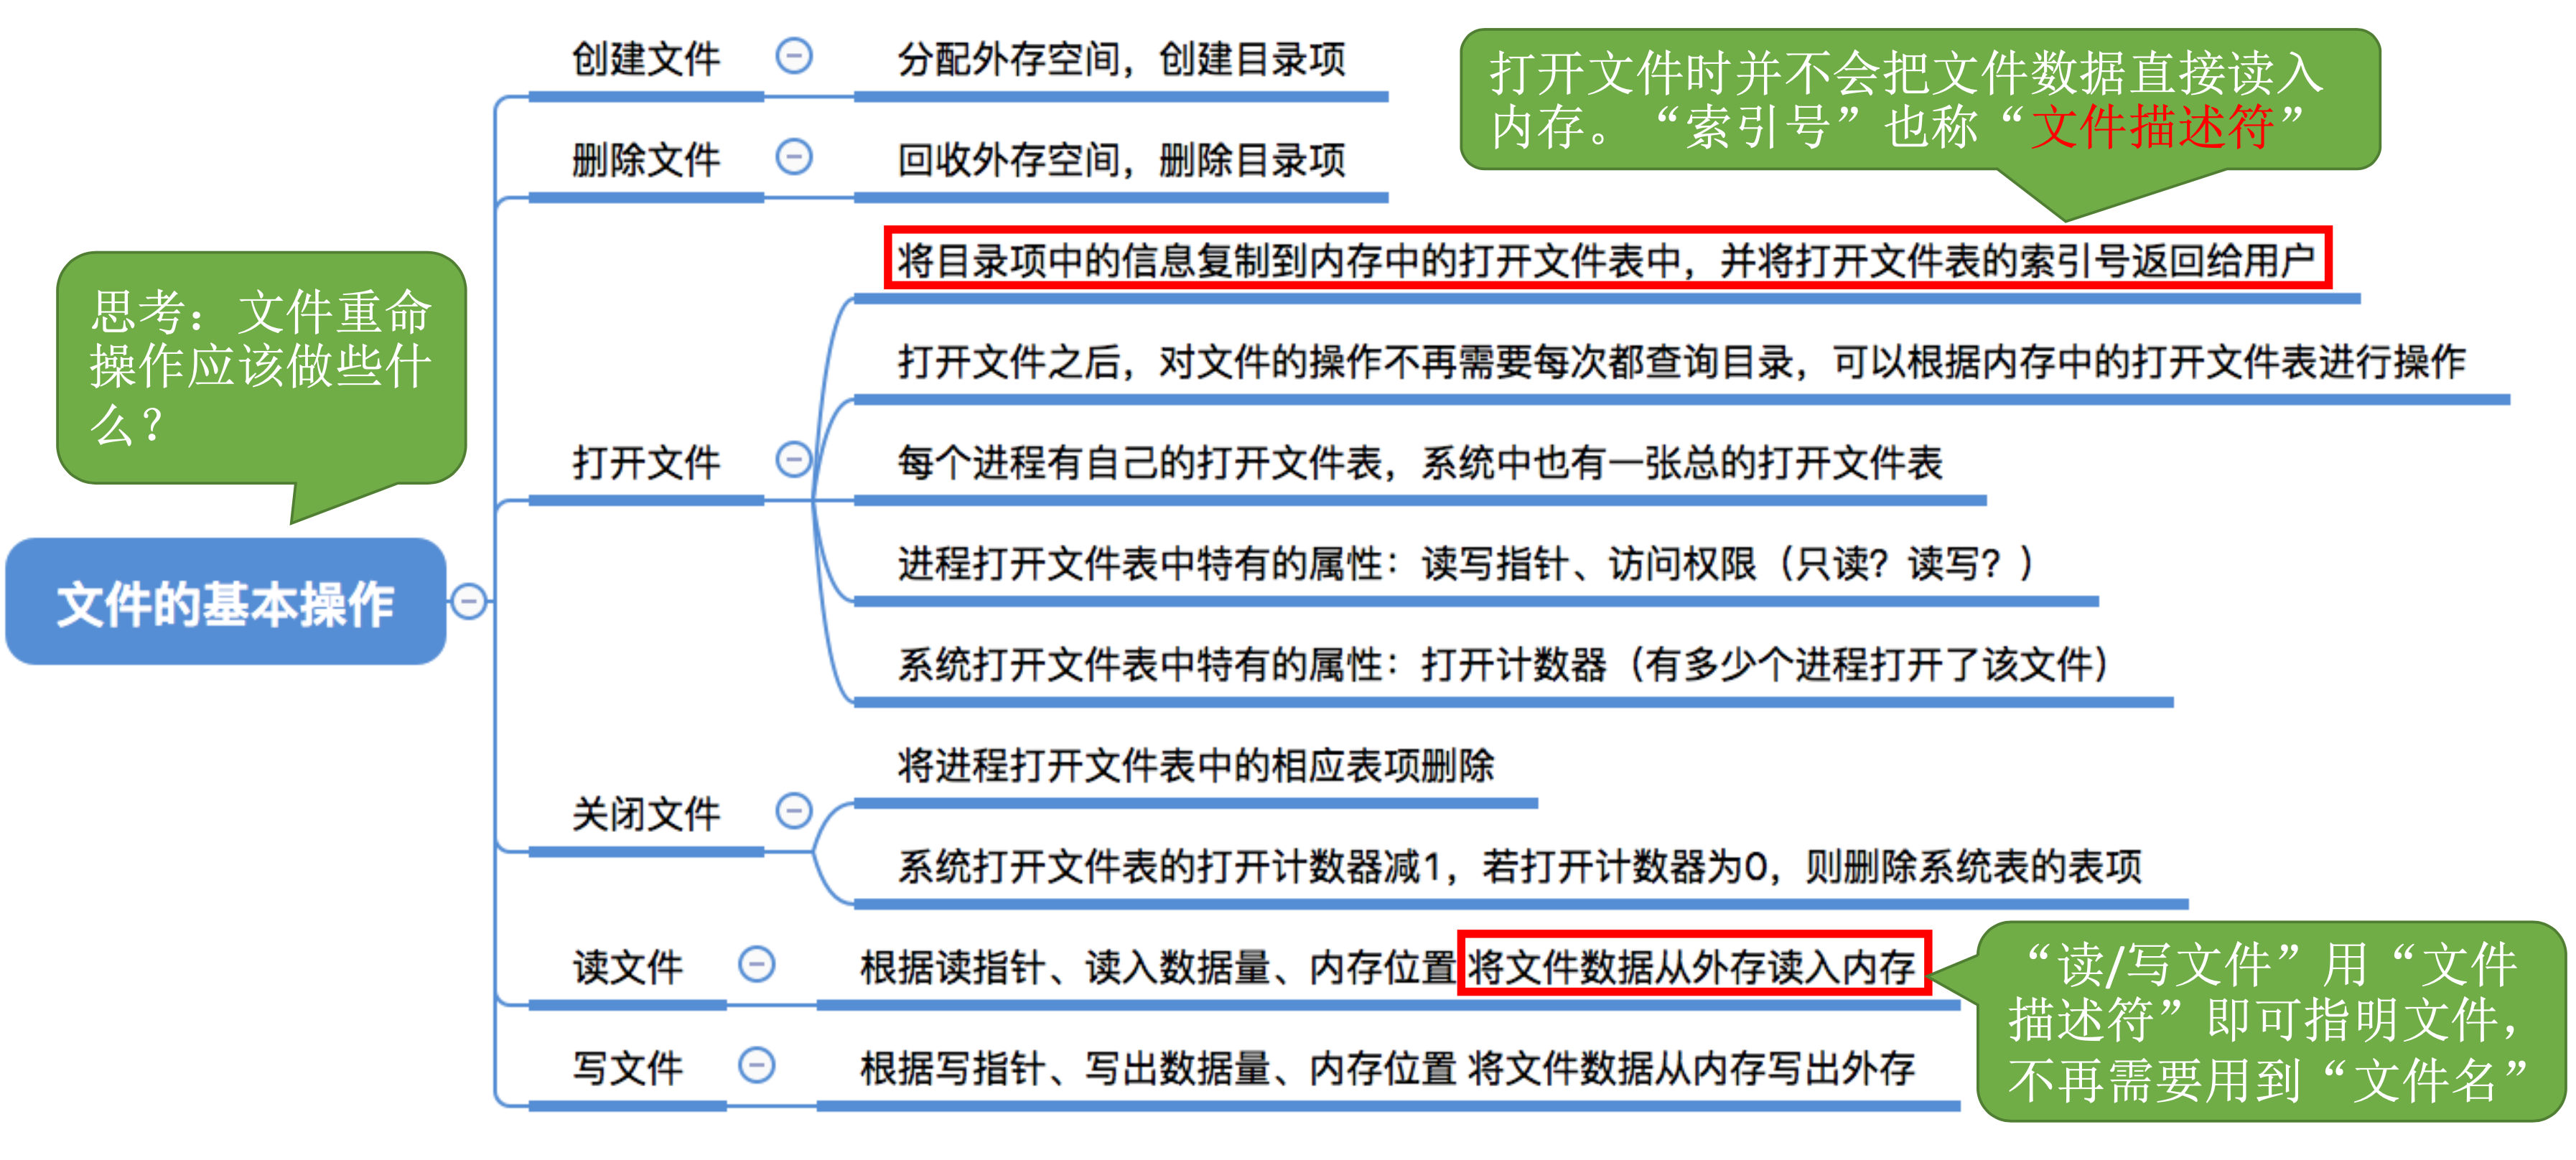 创建文件
分配外存空间，创建目录项
打开文件时并不会把文件数据直接读入
内存。“索引号”也称“文件描述符”
删除文件
回收外存空间，删除目录项
将目录项中的信息复制到内存中的打开文件表中，并将打开文件表的索引号返回给用户
思考：文件重命
操作应该做些什
么？
打开文件之后，对文件的操作不再需要每次都查询目录，可以根据内存中的打开文件表进行操作
打开文件
每个进程有自己的打开文件表，系统中也有一张总的打开文件表
进程打开文件表中特有的属性：读写指针、访问权限（只读？读写？）
文件的基本操作
系统打开文件表中特有的属性：打开计数器（有多少个进程打开了该文件）
将进程打开文件表中的相应表项删除
关闭文件
系统打开文件表的打开计数器减1，若打开计数器为0，则删除系统表的表项
读文件
根据读指针、读入数据量、内存位置 将文件数据从外存读入内存
“读/写文件”用“文件
描述符”即可指明文件，
不再需要用到“文件名”
写文件
根据写指针、写出数据量、内存位置 将文件数据从内存写出外存